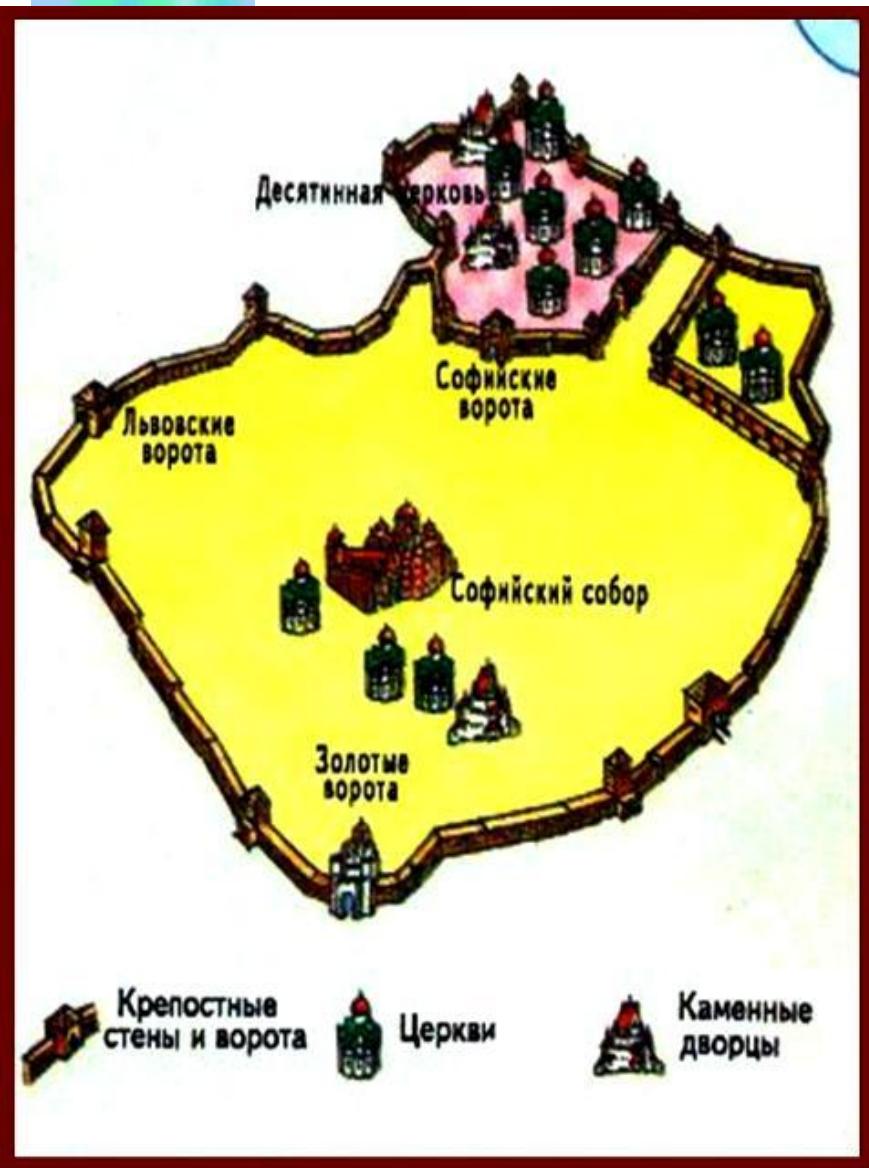 Десятинная церковь
Софийские
ворота
Львовские
ворота
Софийский собор
Золотые
ворота
Крепостные
стены и ворота
Церкви
Каменные
дворцы